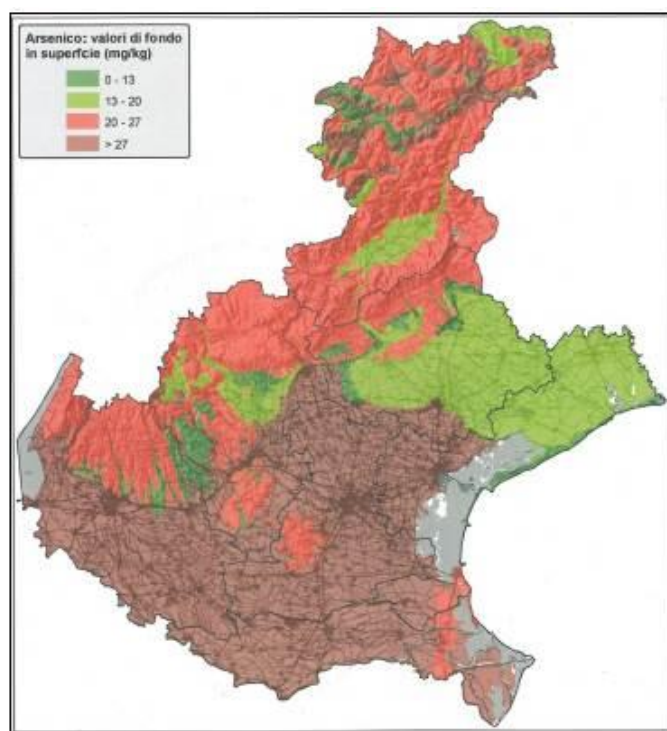 Arsenico: valori di fondo
in superfcie (mg/kg)
0 - 13
13 - 20
20 - 27
> 27